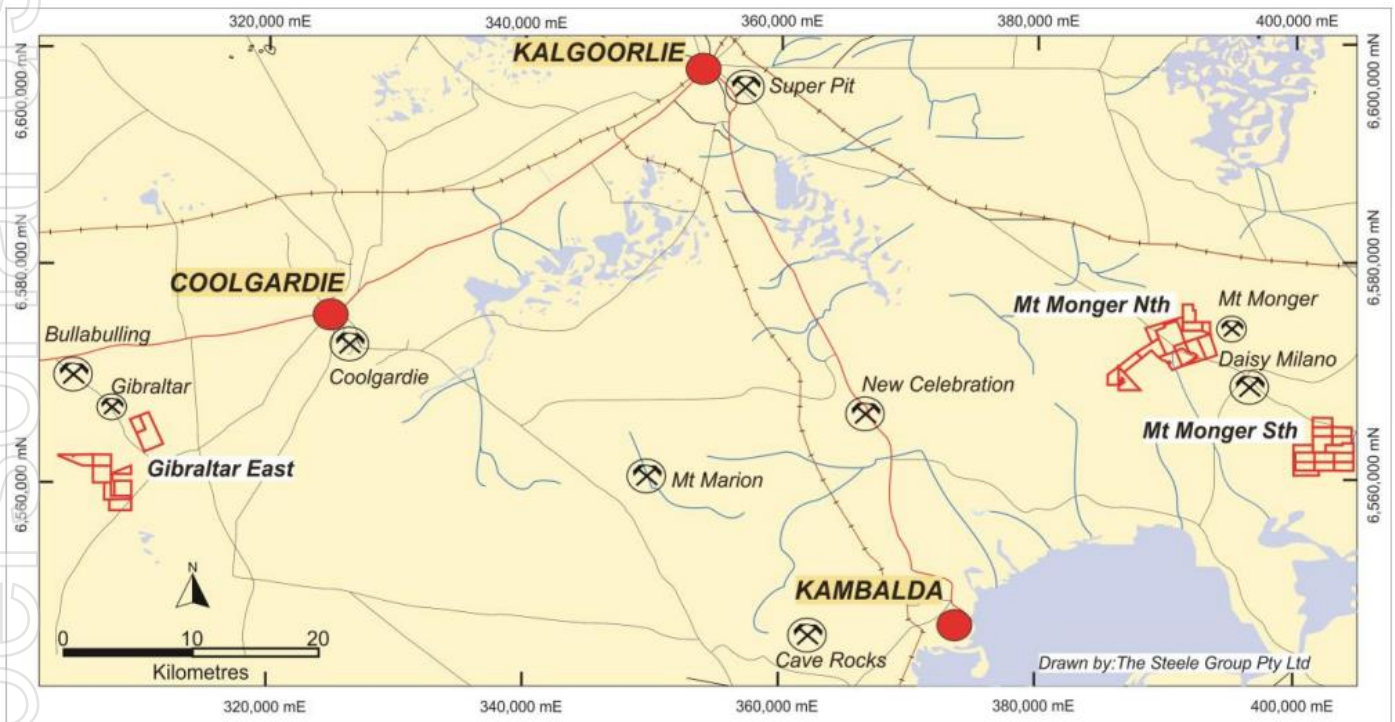 320,000 mE
340,000 mE
360,000 mE
380,000 mE
400,000 mE
6,600,000 mN
6,600,000 mN
KALGOORLIE
Super Pit
6,580,000 mN
6,580,000 mN
COOLGARDIE
Bullabulling
Gibraltar
Coolgardie
Mt Monger Nth
Mt Monger
Daisy Milano
New Celebration
Mt Monger Sth
Gibraltar East
Mt Marion
6,560,000 mN
6,560,000 mN
N
KAMBALDA
0 10 20
Kilometres
Cave Rocks
Drawn by:The Steele Group Pty Ltd
320,000 mE
340,000 mE
360,000 mE
380,000 mE
400,000 mE